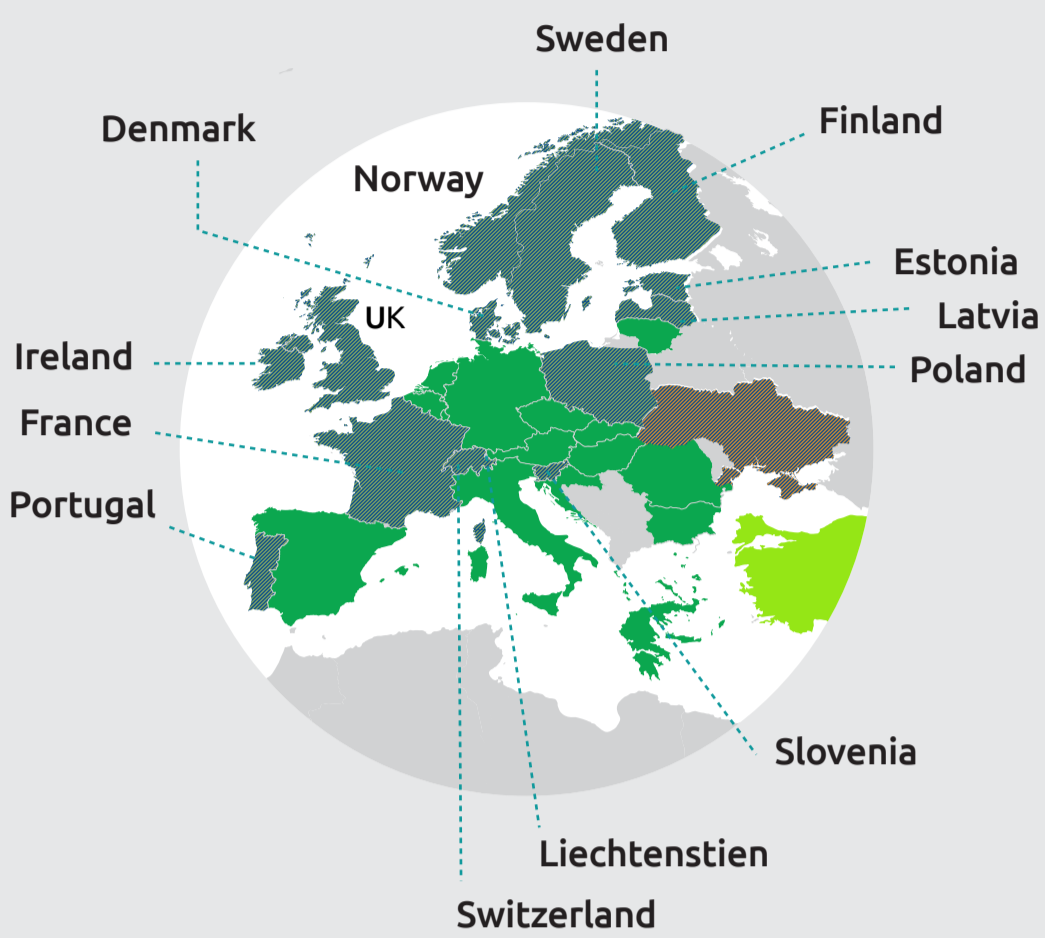 Sweden
Denmark
Finland
Norway
Estonia
UK
Latvia
Ireland
Poland
France
Portugal
Slovenia
Liechtenstien
Switzerland